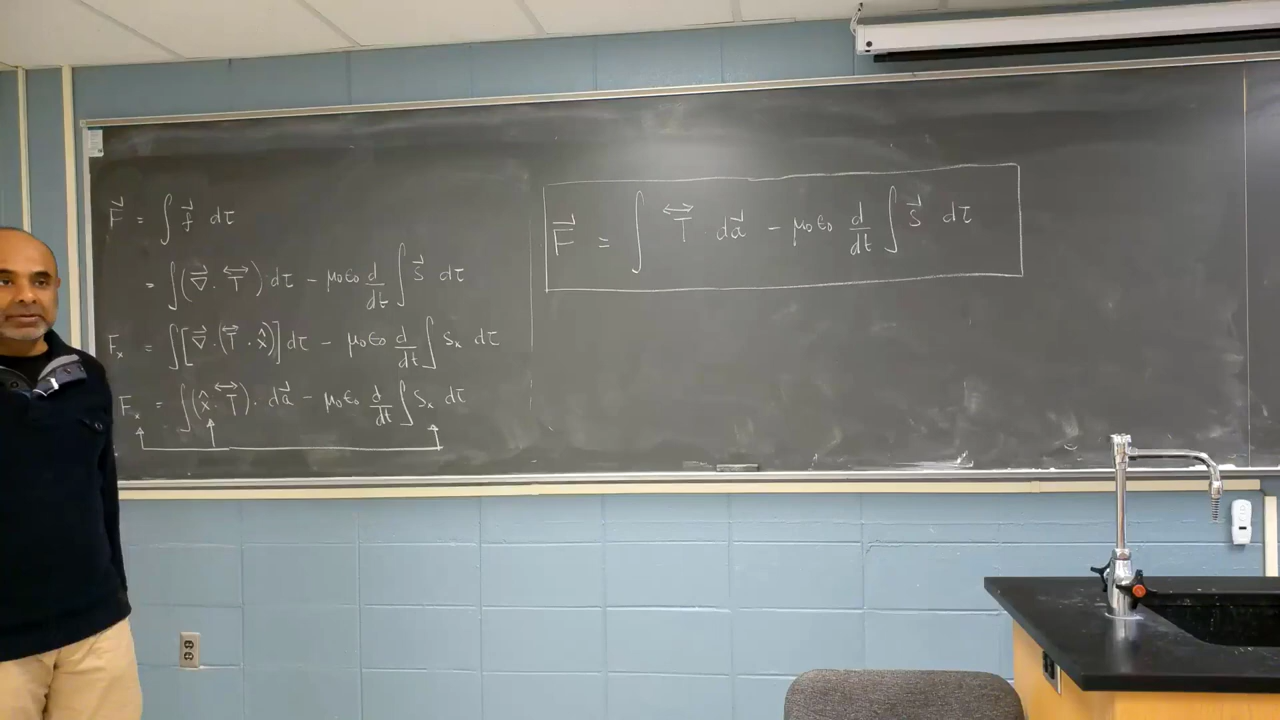 F⃗ = ∫ f⃗ dτ
= ∫(∇⃗ · T⃡) dτ − μ₀ε₀ d/dt ∫ S⃗ dτ
Fₓ = ∫[∇⃗ · (T⃡ · x̂)] dτ − μ₀ε₀ d/dt ∫ Sₓ dτ
Fₓ = ∫(x̂ · T⃡) · da⃗ − μ₀ε₀ d/dt ∫ Sₓ dτ
F⃗ = ∫ T⃡ · da⃗ − μ₀ε₀ d/dt ∫ S⃗ dτ